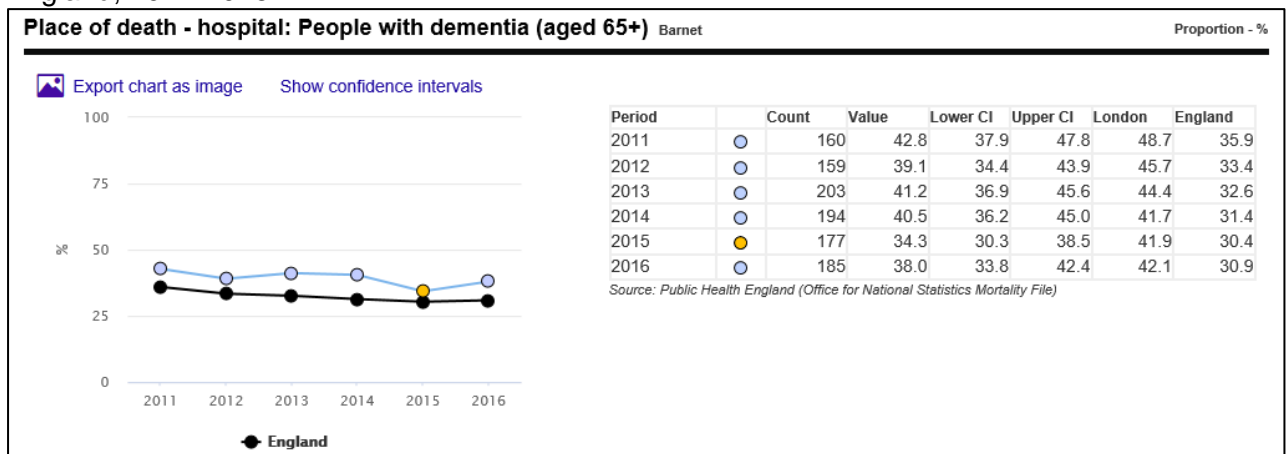 Place of death - hospital: People with dementia (aged 65+) Barnet Proportion - %
Export chart as image Show confidence intervals
100
75
50
25
0
%
2011 2012 2013 2014 2015 2016
England
Period Count Value Lower CI Upper CI London England
2011 160 42.8 37.9 47.8 48.7 35.9
2012 159 39.1 34.4 43.9 45.7 33.4
2013 203 41.2 36.9 45.6 44.4 32.6
2014 194 40.5 36.2 45.0 41.7 31.4
2015 177 34.3 30.3 38.5 41.9 30.4
2016 185 38.0 33.8 42.4 42.1 30.9
Source: Public Health England (Office for National Statistics Mortality File)